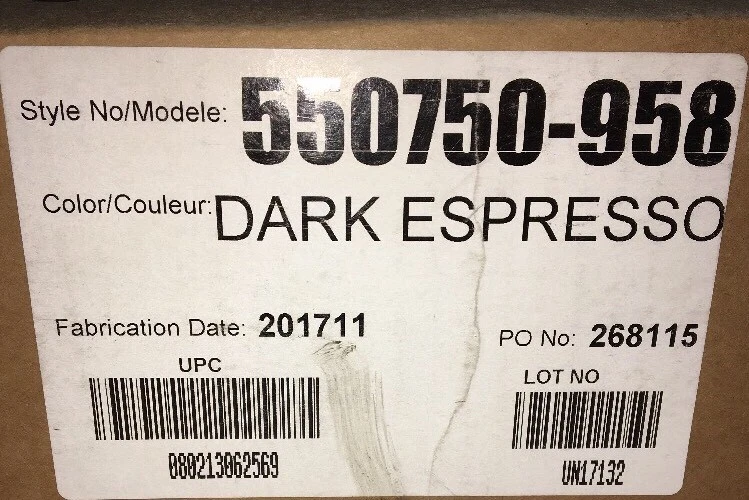 Style No/Modele: 550750-958
Color/Couleur: DARK ESPRESSO
Fabrication Date: 201711 PO No: 268115
UPC LOT NO
080213062569 UN17132